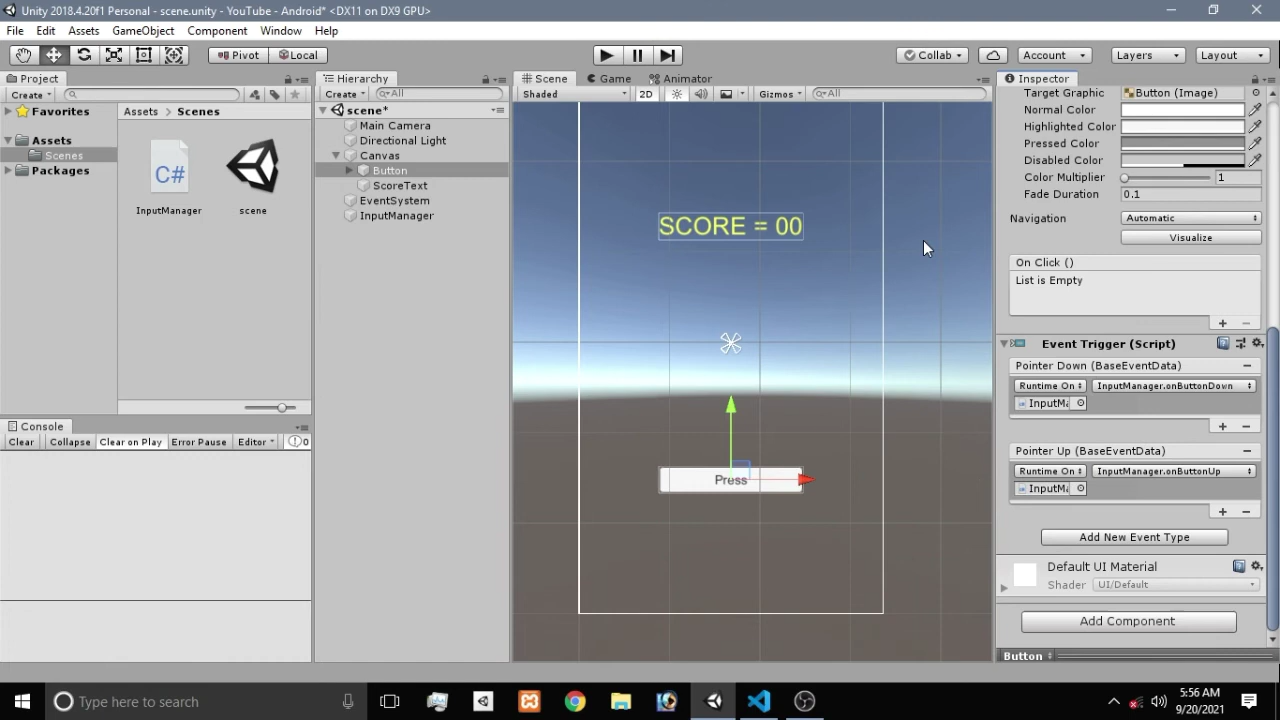 Unity 2018.4.20f1 Personal - scene.unity - YouTube - Android* <DX11 on DX9 GPU>
File Edit Assets GameObject Component Window Help
Pivot Local Collab Account Layers Layout
Project
Create
Favorites
Assets
Scenes
Packages
Assets Scenes
C#
InputManager scene
Console
Clear Collapse Clear on Play Error Pause Editor 0
Hierarchy
Create All
scene*
Main Camera
Directional Light
Canvas
Button
ScoreText
EventSystem
InputManager
Scene Game Animator
Shaded 2D Gizmos All
SCORE = 00
Press
Inspector
Target Graphic Button (Image)
Normal Color
Highlighted Color
Pressed Color
Disabled Color
Color Multiplier 1
Fade Duration 0.1
Navigation Automatic
Visualize
On Click ()
List is Empty
+ −
Event Trigger (Script)
Pointer Down (BaseEventData) −
Runtime On InputManager.onButtonDown
InputMa
+ −
Pointer Up (BaseEventData) −
Runtime On InputManager.onButtonUp
InputMa
+ −
Add New Event Type
Default UI Material
Shader UI/Default
Add Component
Button
Type here to search
5:56 AM
9/20/2021